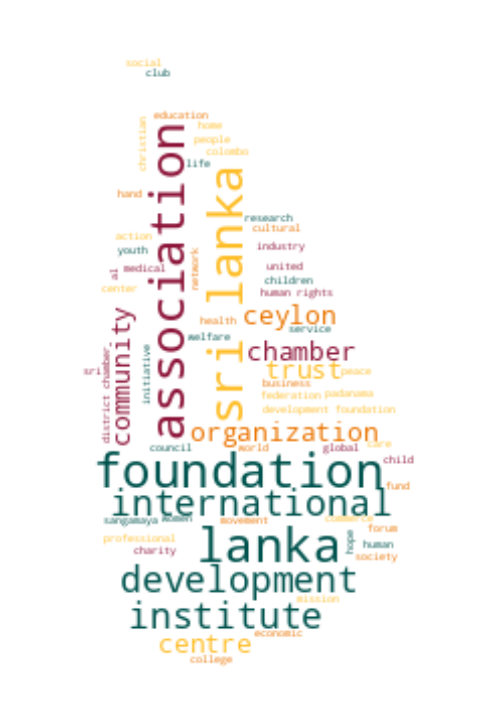 social
club
education
christian
home
people
colombo
association
life
sri lanka
hand
research
cultural
action
youth
industry
network
al
medical
united
center
children
human rights
community
ceylon
health
service
welfare
initiative
chamber
sri
district chamber
trust
peace
business
federation
padanama
development foundation
organization
council
world
global
care
child
foundation
fund
international
sangamaya
women
movement
commerce
forum
professional
lanka
hope
human
charity
society
development
mission
institute
economic
centre
college